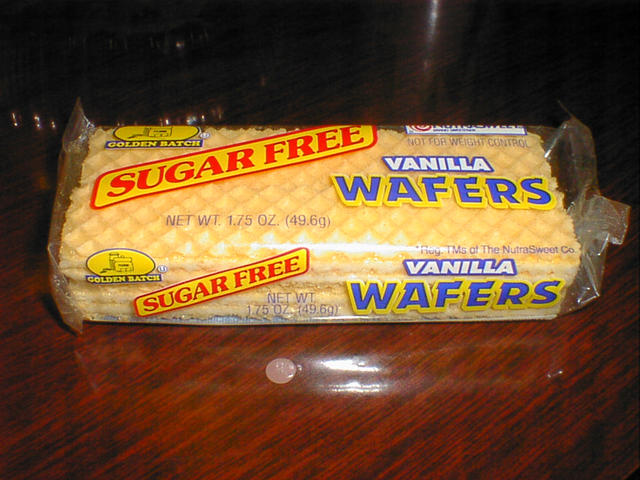 GOLDEN BATCH
SUGAR FREE
NUTRASWEET
NOT FOR WEIGHT CONTROL
VANILLA
WAFERS
NET WT. 1.75 OZ. (49.6g)
*Reg. TMs of The NutraSweet Co.
GOLDEN BATCH
SUGAR FREE
NET WT.
1.75 OZ. (49.6g)
VANILLA
WAFERS